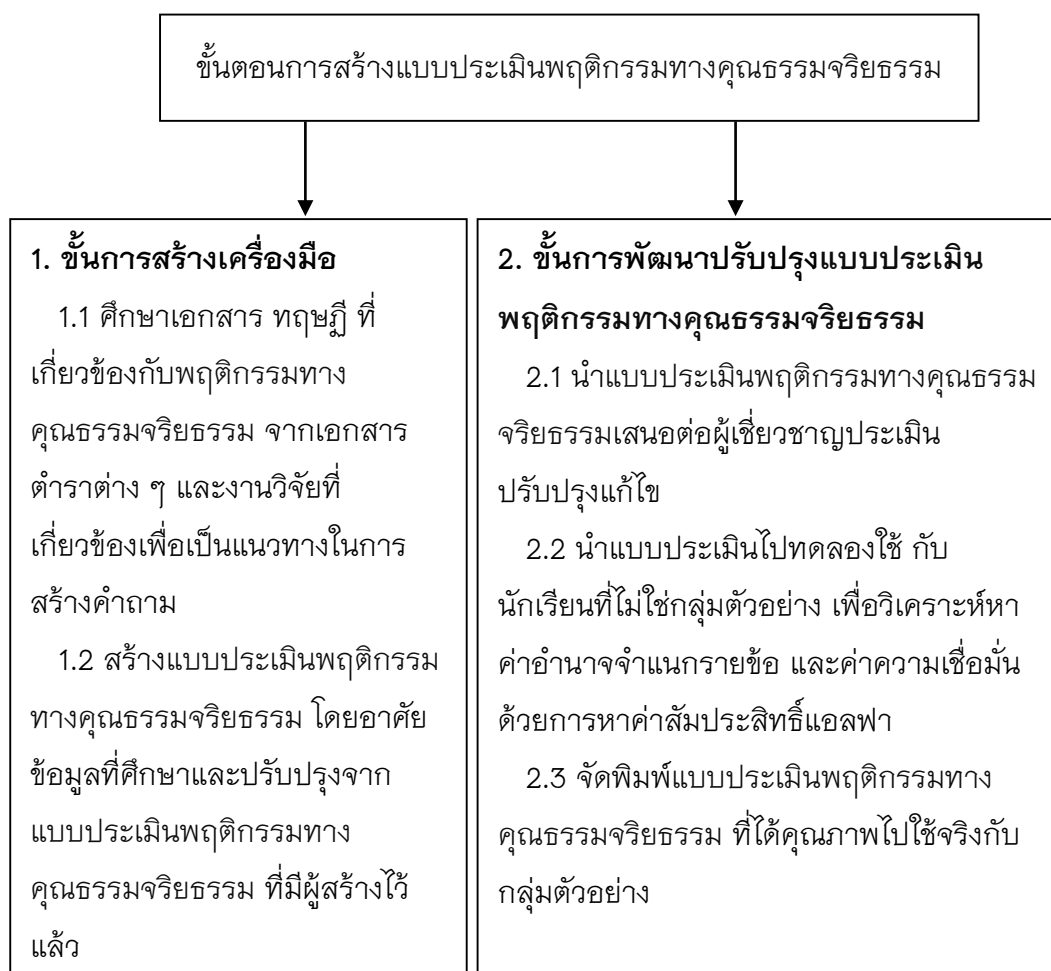 ขั้นตอนการสร้างแบบประเมินพฤติกรรมทางคุณธรรมจริยธรรม
1. ขั้นการสร้างเครื่องมือ
1.1 ศึกษาเอกสาร ทฤษฏี ที่
เกี่ยวข้องกับพฤติกรรมทาง
คุณธรรมจริยธรรม จากเอกสาร
ตำราต่าง ๆ และงานวิจัยที่
เกี่ยวข้องเพื่อเป็นแนวทางในการ
สร้างคำถาม
1.2 สร้างแบบประเมินพฤติกรรม
ทางคุณธรรมจริยธรรม โดยอาศัย
ข้อมูลที่ศึกษาและปรับปรุงจาก
แบบประเมินพฤติกรรมทาง
คุณธรรมจริยธรรม ที่มีผู้สร้างไว้
แล้ว
2. ขั้นการพัฒนาปรับปรุงแบบประเมิน
พฤติกรรมทางคุณธรรมจริยธรรม
2.1 นำแบบประเมินพฤติกรรมทางคุณธรรม
จริยธรรมเสนอต่อผู้เชี่ยวชาญประเมิน
ปรับปรุงแก้ไข
2.2 นำแบบประเมินไปทดลองใช้ กับ
นักเรียนที่ไม่ใช่กลุ่มตัวอย่าง เพื่อวิเคราะห์หา
ค่าอำนาจจำแนกรายข้อ และค่าความเชื่อมั่น
ด้วยการหาค่าสัมประสิทธิ์แอลฟา
2.3 จัดพิมพ์แบบประเมินพฤติกรรมทาง
คุณธรรมจริยธรรม ที่ได้คุณภาพไปใช้จริงกับ
กลุ่มตัวอย่าง